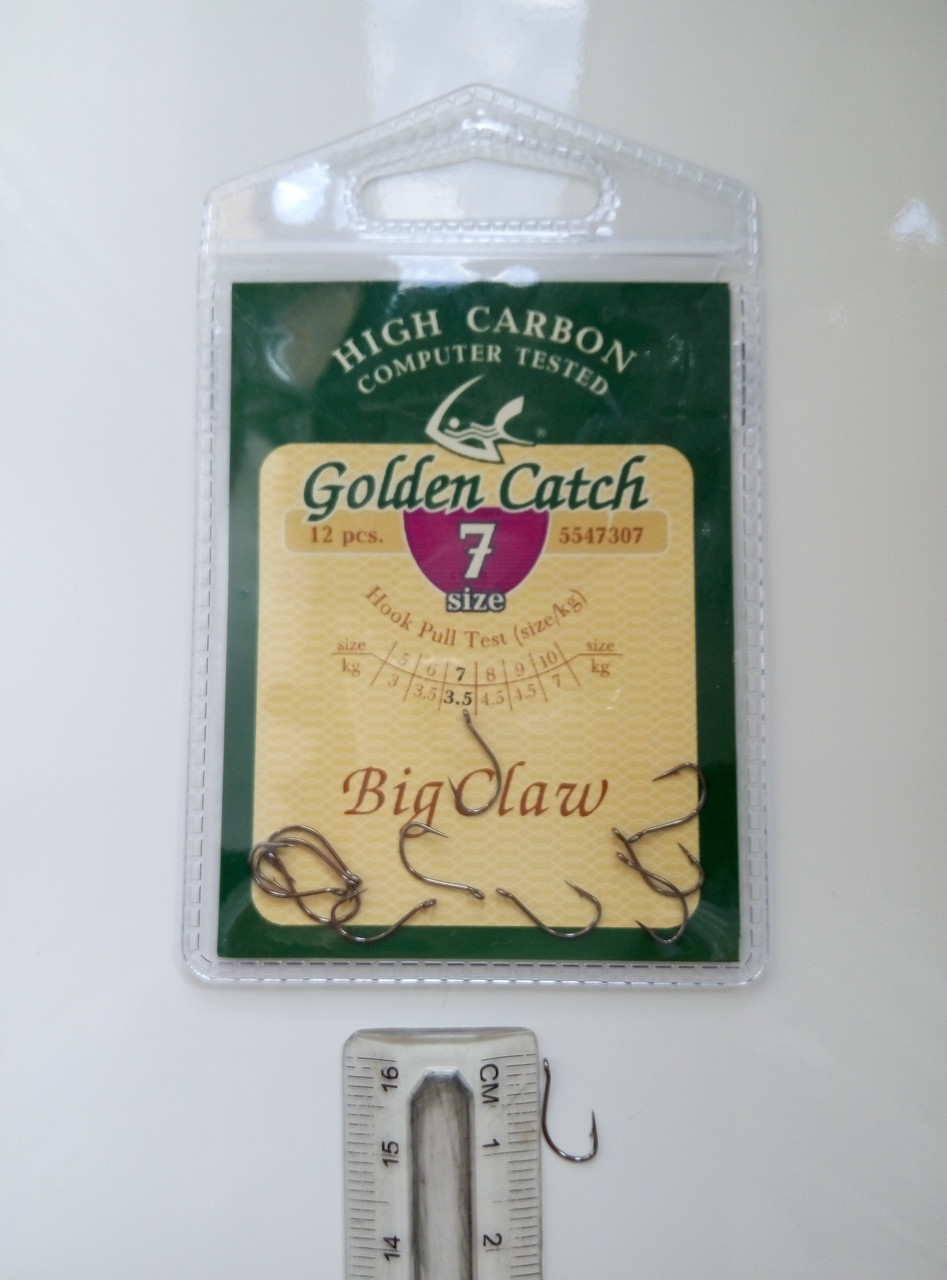 HIGH CARBON
COMPUTER TESTED
®
Golden Catch
12 pcs. 7 5547307
size
Hook Pull Test (size/kg)
size 5 6 7 8 9 10 size
kg 3 3.5 3.5 4.5 4.5 7 kg
Big Claw
16 CM
15 1
14 2